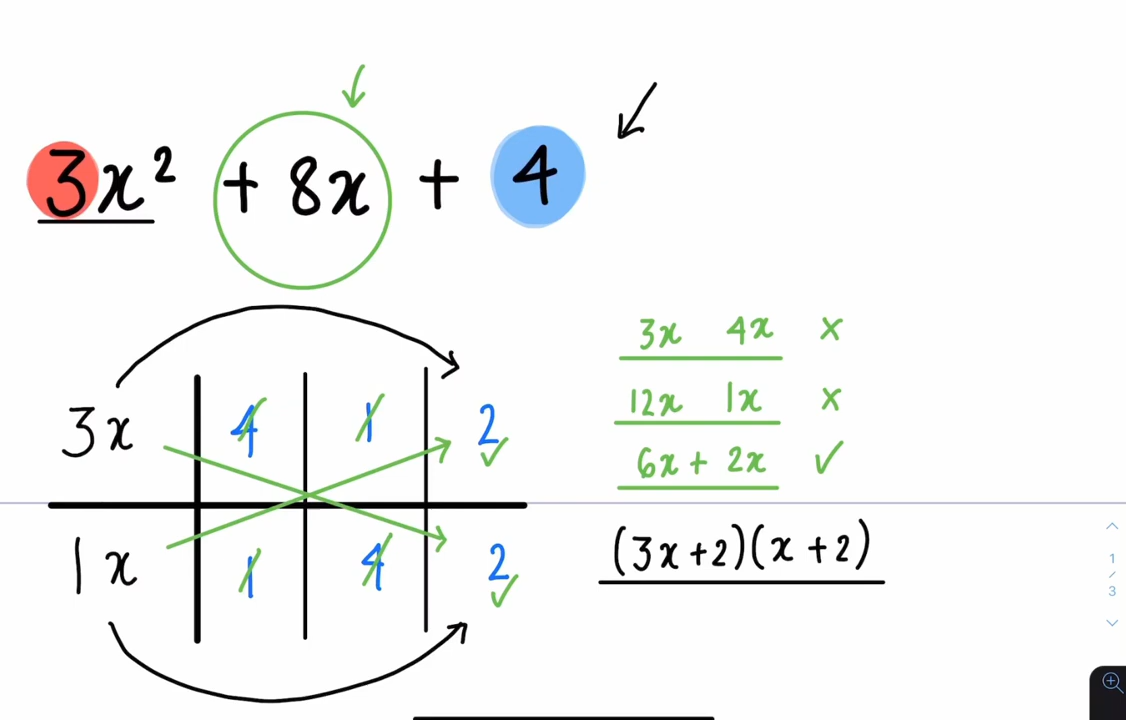 3x² + 8x + 4
3x 4x ×
12x 1x ×
6x + 2x ✓
3x 4 1 2 ✓
1x 1 4 2 ✓
(3x+2)(x+2)
1
/
3